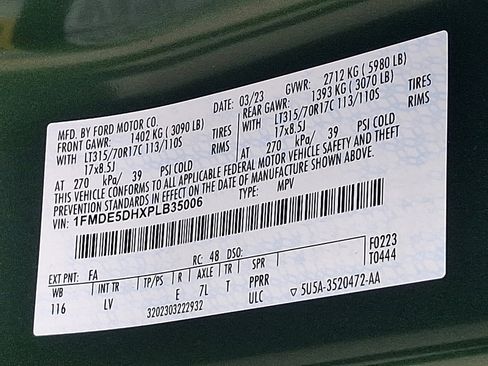 MFD. BY FORD MOTOR CO.
DATE: 03/23 GVWR: 2712 KG ( 5980 LB)
FRONT GAWR: 1402 KG ( 3090 LB) REAR GAWR: 1393 KG ( 3070 LB)
WITH LT315/70R17C 113/110S TIRES WITH LT315/70R17C 113/110S TIRES
17x8.5J RIMS 17x8.5J RIMS
AT 270 kPa/ 39 PSI COLD AT 270 kPa/ 39 PSI COLD
THIS VEHICLE CONFORMS TO ALL APPLICABLE FEDERAL MOTOR VEHICLE SAFETY AND THEFT
PREVENTION STANDARDS IN EFFECT ON THE DATE OF MANUFACTURE SHOWN ABOVE.
VIN: 1FMDE5DHXPLB35006 TYPE: MPV
F0223
T0444
EXT PNT: FA RC: 48 DSO:
WB INT TR TP/PS R AXLE TR SPR
116 LV E 7L T PPRR
3202303222932 ULC ▽ 5U5A-3520472-AA